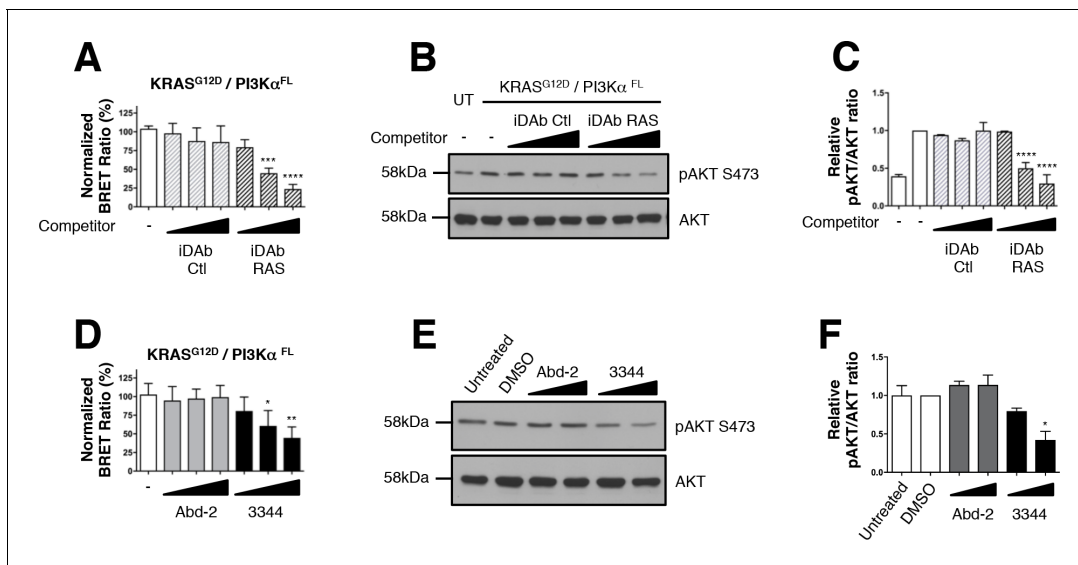 A
KRASG12D / PI3KαFL
Normalized
BRET Ratio (%)
125
100
75
50
25
0
***
****
Competitor
-
iDAb
Ctl
iDAb
RAS
B
KRASG12D / PI3Kα FL
UT
iDAb Ctl
iDAb RAS
Competitor
-
-
58kDa
pAKT S473
58kDa
AKT
C
Relative
pAKT/AKT ratio
1.5
1.0
0.5
0.0
****
****
Competitor
-
-
iDAb
Ctl
iDAb
RAS
D
KRASG12D / PI3Kα FL
Normalized
BRET Ratio (%)
125
100
75
50
25
0
*
**
-
Abd-2
3344
E
Untreated
DMSO
Abd-2
3344
58kDa
pAKT S473
58kDa
AKT
F
Relative
pAKT/AKT ratio
1.5
1.0
0.5
0.0
*
Untreated
DMSO
Abd-2
3344